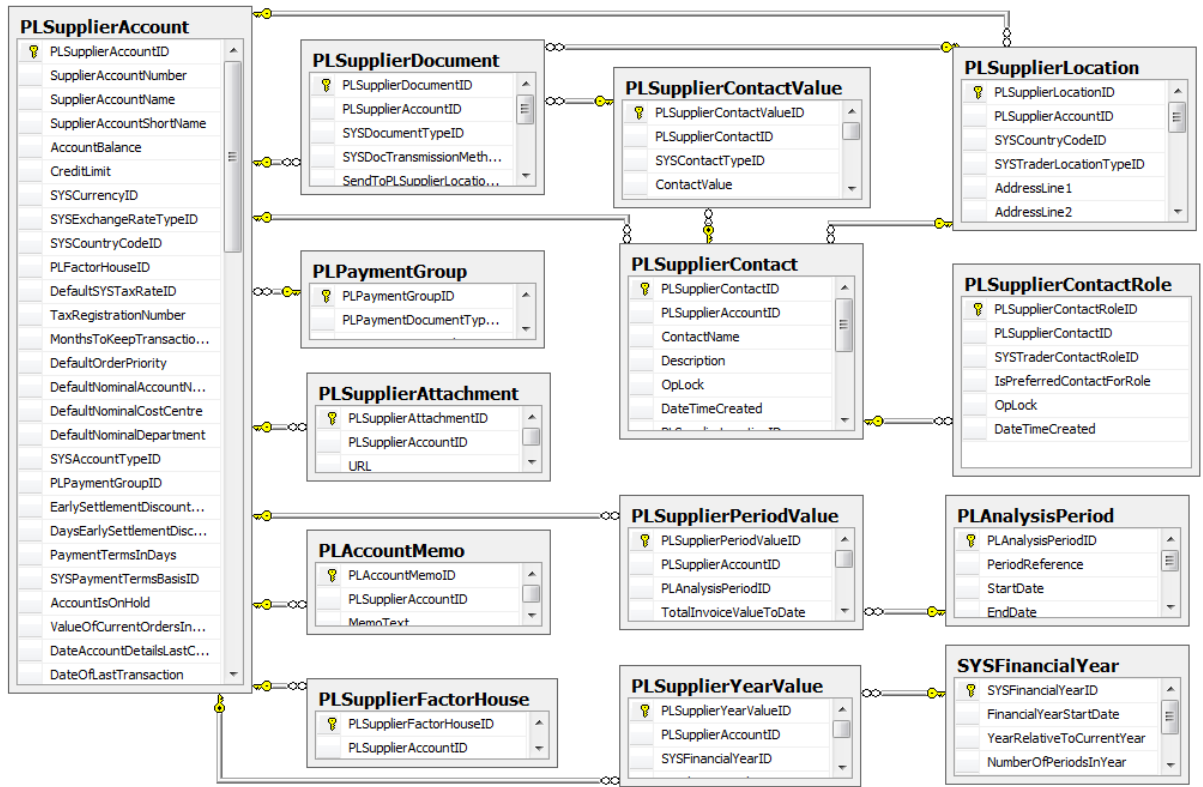 PLSupplierAccount
PLSupplierAccountID
SupplierAccountNumber
SupplierAccountName
SupplierAccountShortName
AccountBalance
CreditLimit
SYSCurrencyID
SYSExchangeRateTypeID
SYSCountryCodeID
PLFactorHouseID
DefaultSYSTaxRateID
TaxRegistrationNumber
MonthsToKeepTransactio...
DefaultOrderPriority
DefaultNominalAccountN...
DefaultNominalCostCentre
DefaultNominalDepartment
SYSAccountTypeID
PLPaymentGroupID
EarlySettlementDiscount...
DaysEarlySettlementDisc...
PaymentTermsInDays
SYSPaymentTermsBasisID
AccountIsOnHold
ValueOfCurrentOrdersIn...
DateAccountDetailsLastC...
DateOfLastTransaction
PLSupplierDocument
PLSupplierDocumentID
PLSupplierAccountID
SYSDocumentTypeID
SYSDocTransmissionMeth...
SendToPLSupplierLocatio...
PLSupplierContactValue
PLSupplierContactValueID
PLSupplierContactID
SYSContactTypeID
ContactValue
PLSupplierLocation
PLSupplierLocationID
PLSupplierAccountID
SYSCountryCodeID
SYSTraderLocationTypeID
AddressLine1
AddressLine2
PLPaymentGroup
PLPaymentGroupID
PLPaymentDocumentTyp...
PLSupplierContact
PLSupplierContactID
PLSupplierAccountID
ContactName
Description
OpLock
DateTimeCreated
PLSupplierLocationID
PLSupplierContactRole
PLSupplierContactRoleID
PLSupplierContactID
SYSTraderContactRoleID
IsPreferredContactForRole
OpLock
DateTimeCreated
PLSupplierAttachment
PLSupplierAttachmentID
PLSupplierAccountID
URL
PLAccountMemo
PLAccountMemoID
PLSupplierAccountID
MemoText
PLSupplierPeriodValue
PLSupplierPeriodValueID
PLSupplierAccountID
PLAnalysisPeriodID
TotalInvoiceValueToDate
PLAnalysisPeriod
PLAnalysisPeriodID
PeriodReference
StartDate
EndDate
PLSupplierFactorHouse
PLSupplierFactorHouseID
PLSupplierAccountID
PLSupplierYearValue
PLSupplierYearValueID
PLSupplierAccountID
SYSFinancialYearID
SYSFinancialYear
SYSFinancialYearID
FinancialYearStartDate
YearRelativeToCurrentYear
NumberOfPeriodsInYear